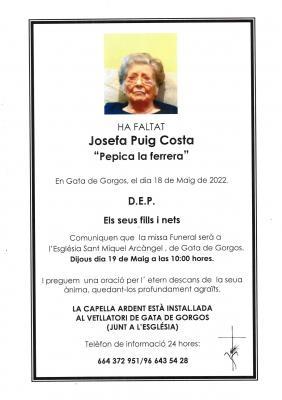 HA FALTAT
Josefa Puig Costa
“Pepica la ferrera”
En Gata de Gorgos, el dia 18 de Maig de 2022.
D.E.P.
Els seus fills i nets
Comuniquen que la missa Funeral serà a
l'Església Sant Miquel Arcàngel , de Gata de Gorgos.
Dijous dia 19 de Maig a las 10:00 hores.
I preguem una oració per l´ etern descans de la seua
ànima, quedant-los profundament agraïts.
LA CAPELLA ARDENT ESTÀ INSTAL.LADA
AL VETLLATORI DE GATA DE GORGOS
(JUNT A L'ESGLÉSIA)
Telèfon de informació 24 hores:
664 372 951/96 643 54 28